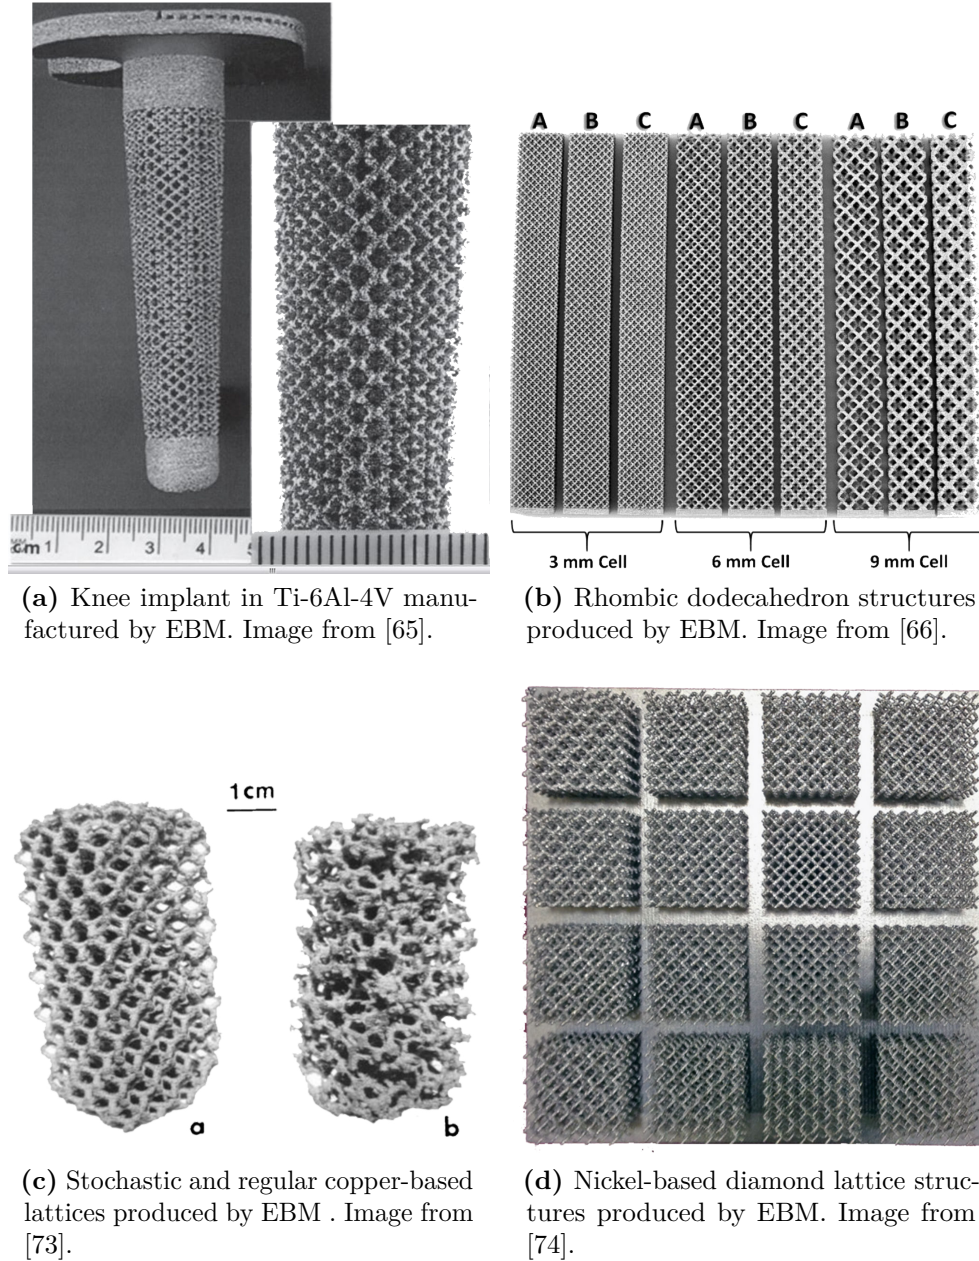 A B C A B C A B C
cm 1 2 3 4
3 mm Cell 6 mm Cell 9 mm Cell
(a) Knee implant in Ti-6Al-4V manu-
factured by EBM. Image from [65].
(b) Rhombic dodecahedron structures
produced by EBM. Image from [66].
1cm
a b
(c) Stochastic and regular copper-based
lattices produced by EBM . Image from
[73].
(d) Nickel-based diamond lattice struc-
tures produced by EBM. Image from
[74].